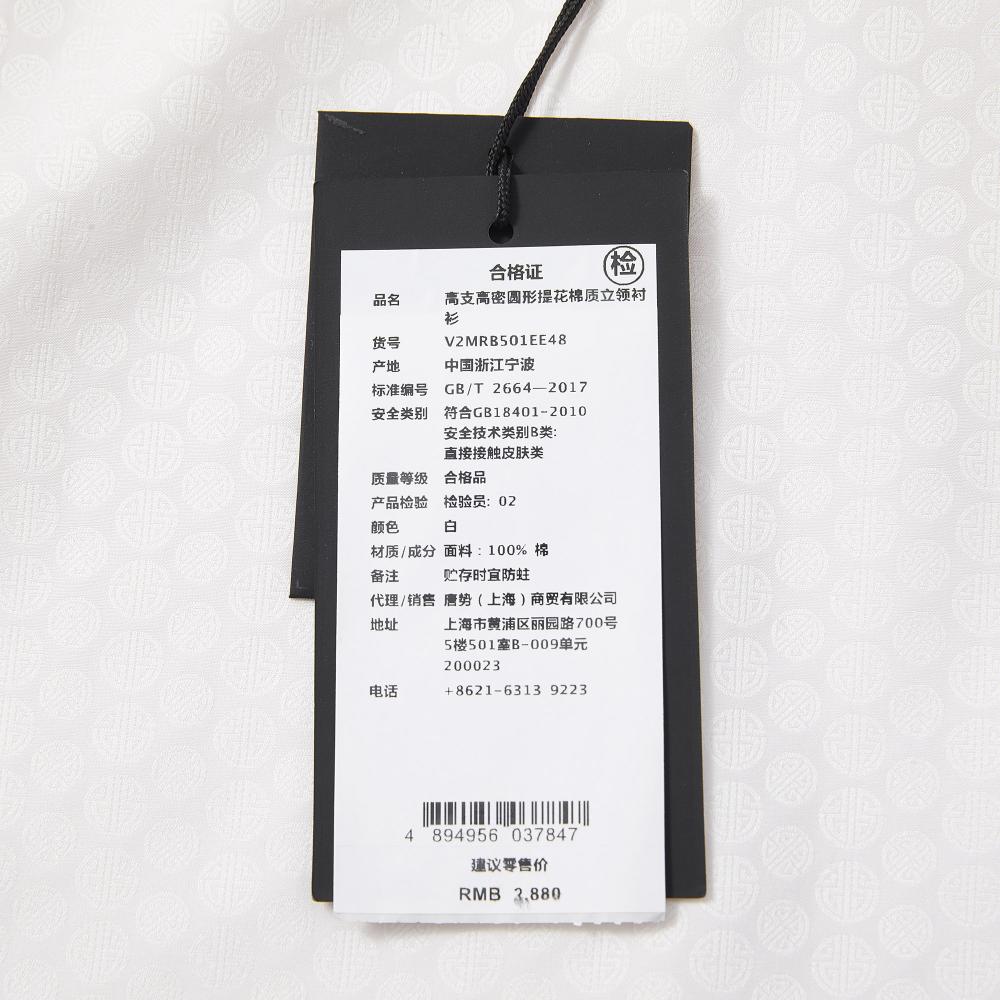 合格证 检
品名 高支高密圆形提花棉质立领衬
衫
货号 V2MRB501EE48
产地 中国浙江宁波
标准编号 GB/T 2664—2017
安全类别 符合GB18401-2010
安全技术类别B类:
直接接触皮肤类
质量等级 合格品
产品检验 检验员: 02
颜色 白
材质/成分 面料：100% 棉
备注 贮存时宜防蛀
代理/销售 唐势（上海）商贸有限公司
地址 上海市黄浦区丽园路700号
5楼501室B-009单元
200023
电话 +8621-6313 9223
4 894956 037847
建议零售价
RMB 3,880